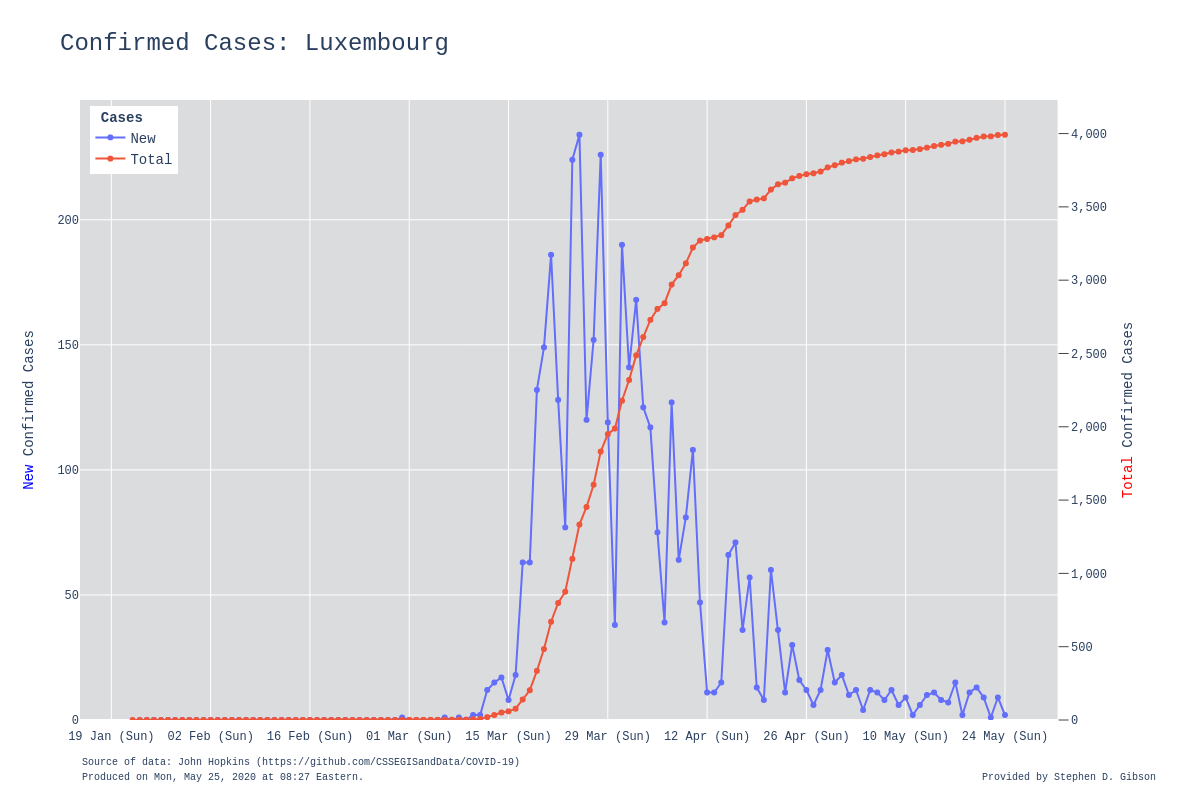 Confirmed Cases: Luxembourg
Cases
New
Total
4,000
3,500
3,000
2,500
2,000
1,500
1,000
500
0
200
150
100
50
0
New Confirmed Cases
Total Confirmed Cases
19 Jan (Sun) 02 Feb (Sun) 16 Feb (Sun) 01 Mar (Sun) 15 Mar (Sun) 29 Mar (Sun) 12 Apr (Sun) 26 Apr (Sun) 10 May (Sun) 24 May (Sun)
Source of data: John Hopkins (https://github.com/CSSEGISandData/COVID-19)
Produced on Mon, May 25, 2020 at 08:27 Eastern.
Provided by Stephen D. Gibson